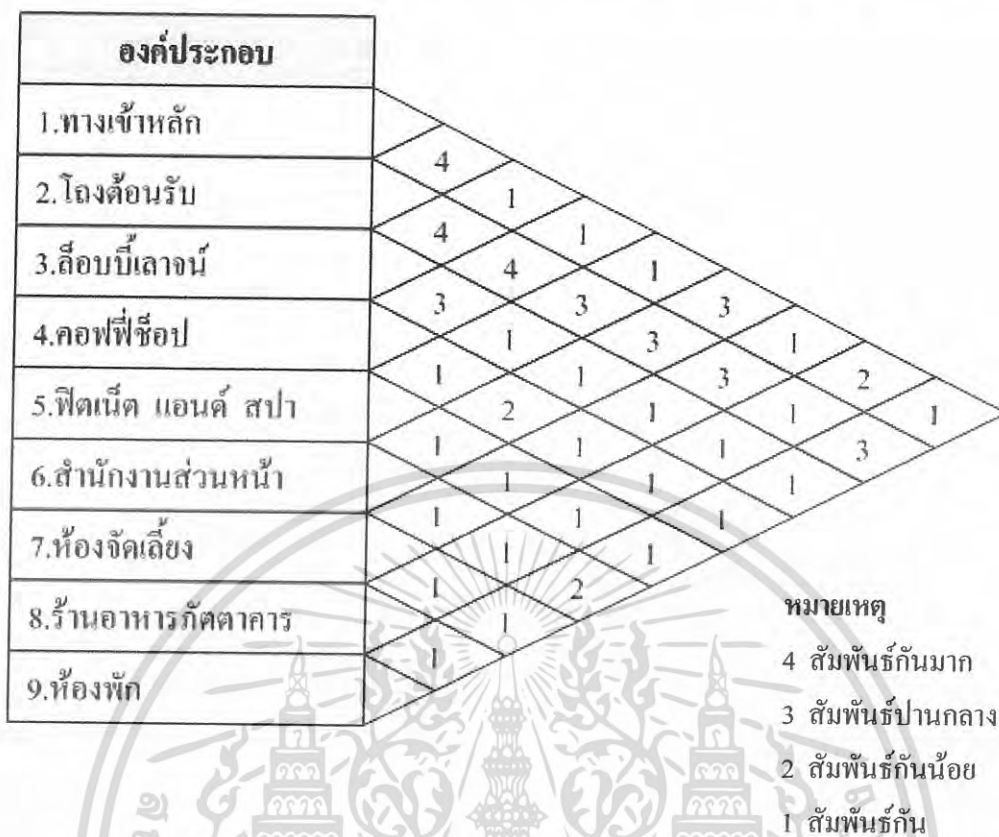 องค์ประกอบ
1.ทางเข้าหลัก
2.โถงต้อนรับ
3.ล็อบบี้เลาจน์
4.คอฟฟี่ช็อป
5.ฟิตเน็ต แอนด์ สปา
6.สำนักงานส่วนหน้า
7.ห้องจัดเลี้ยง
8.ร้านอาหารภัตตาคาร
9.ห้องพัก
4
1
4 1
4 1
3 3 3
1 3 1
1 1 3 2
2 1 1 1
1 1 1 3
1 1 1
1 1 1
1 1
1 2
1
1
หมายเหตุ
4 สัมพันธ์กันมาก
3 สัมพันธ์ปานกลาง
2 สัมพันธ์กันน้อย
1 สัมพันธ์กัน